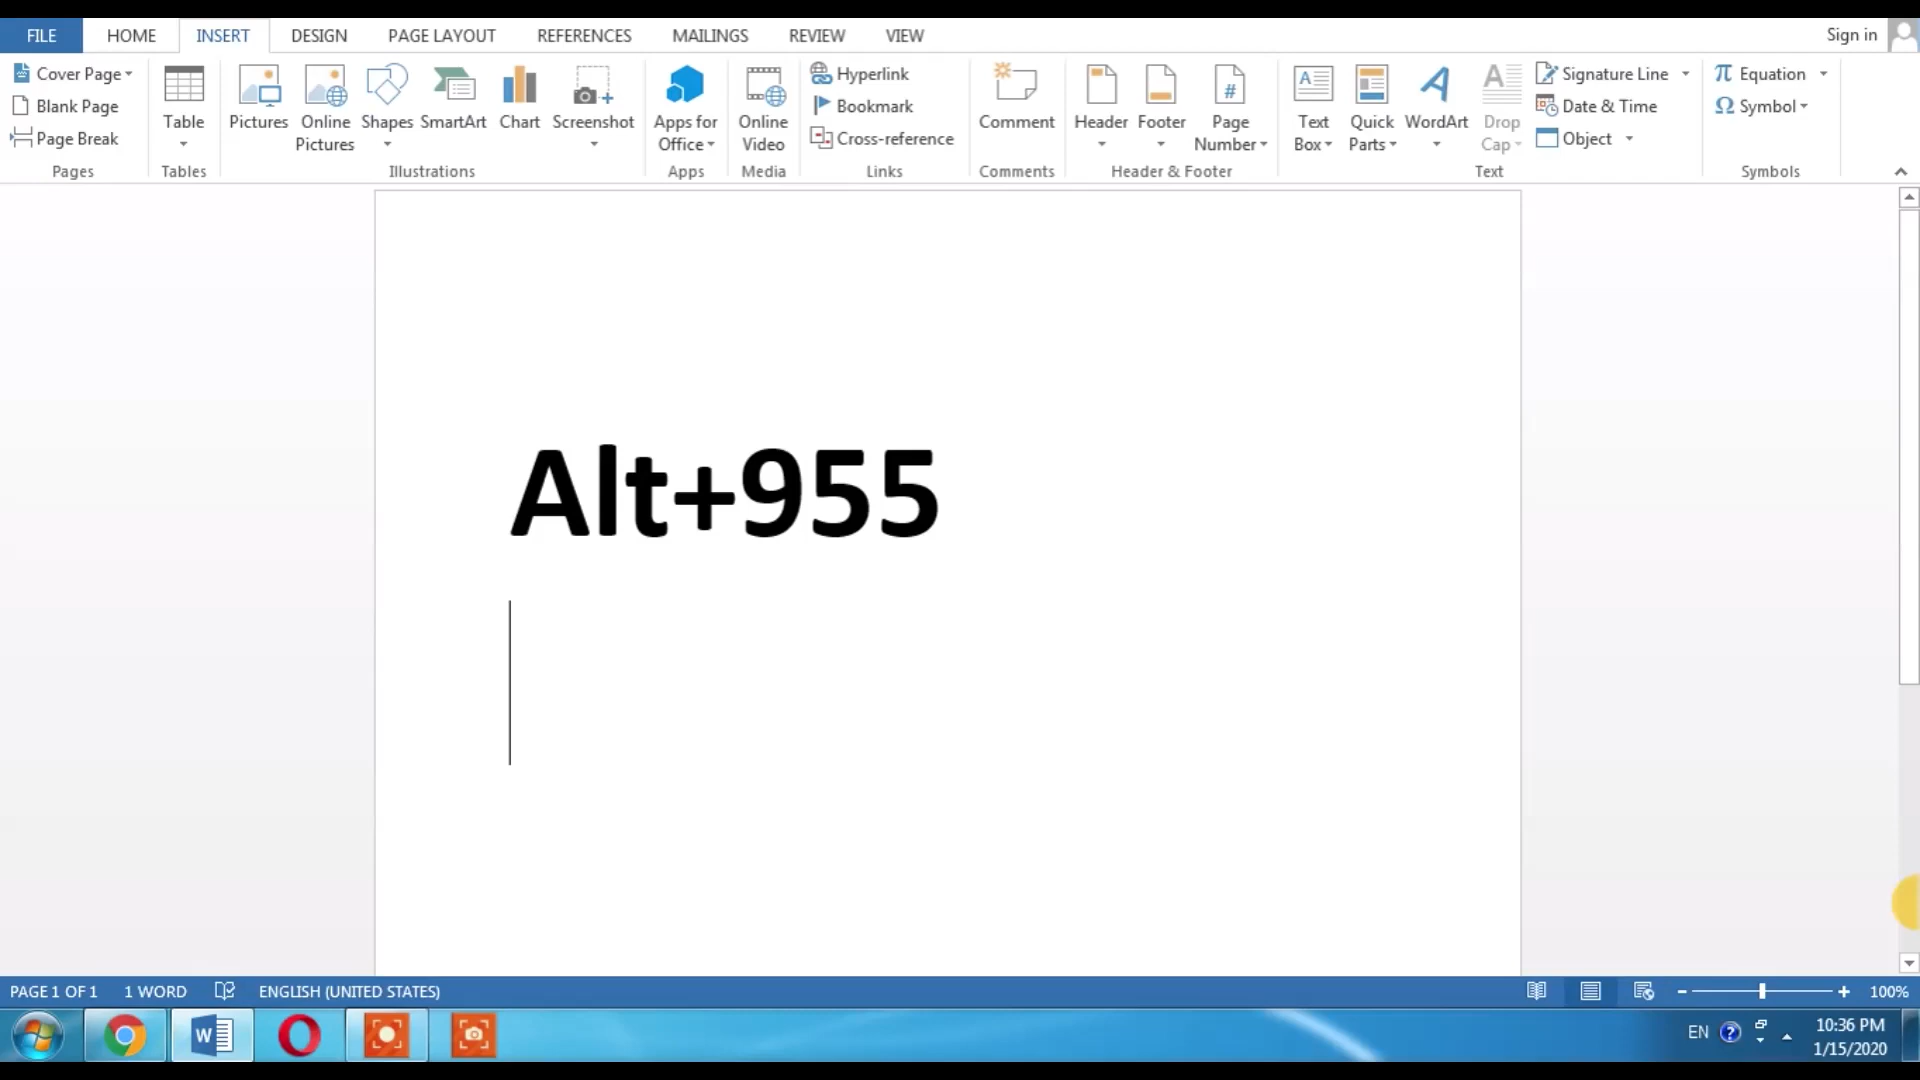 FILE HOME INSERT DESIGN PAGE LAYOUT REFERENCES MAILINGS REVIEW VIEW Sign in
Cover Page
Blank Page
Page Break
Pages
Table
Tables
Pictures
Online
Pictures
Shapes
SmartArt
Chart
Screenshot
Illustrations
Apps for
Office
Apps
Online
Video
Media
Hyperlink
Bookmark
Cross-reference
Links
Comment
Comments
Header
Footer
Page
Number
Header & Footer
Text
Box
Quick
Parts
WordArt
Drop
Cap
Signature Line
Date & Time
Object
Text
Equation
Symbol
Symbols
Alt+955
PAGE 1 OF 1 1 WORD ENGLISH (UNITED STATES) 100%
EN 10:36 PM
1/15/2020